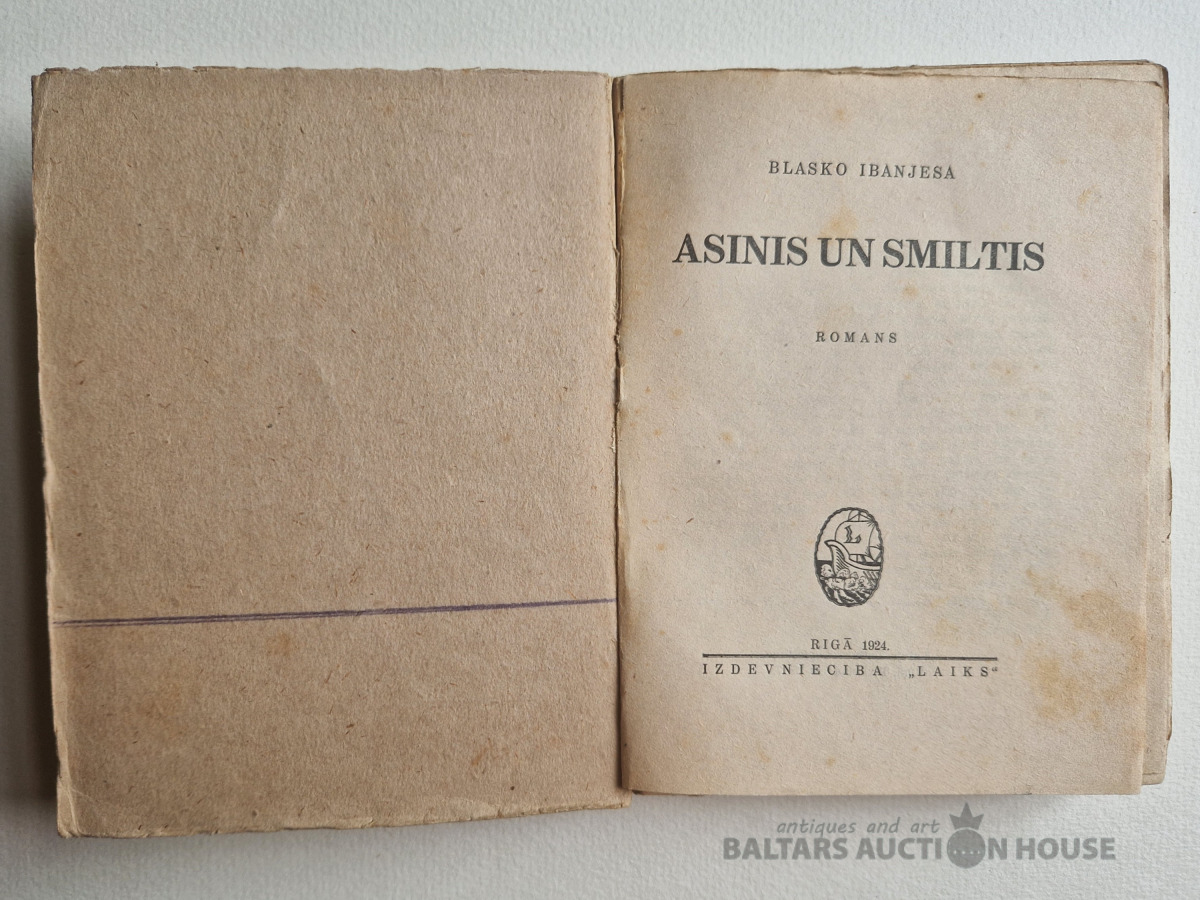 BLASKO IBANJESA
ASINIS UN SMILTIS
ROMANS
L
RIGĀ 1924.
IZDEVNIECIBA „LAIKS“
antiques and art
BALTARS AUCTION HOUSE